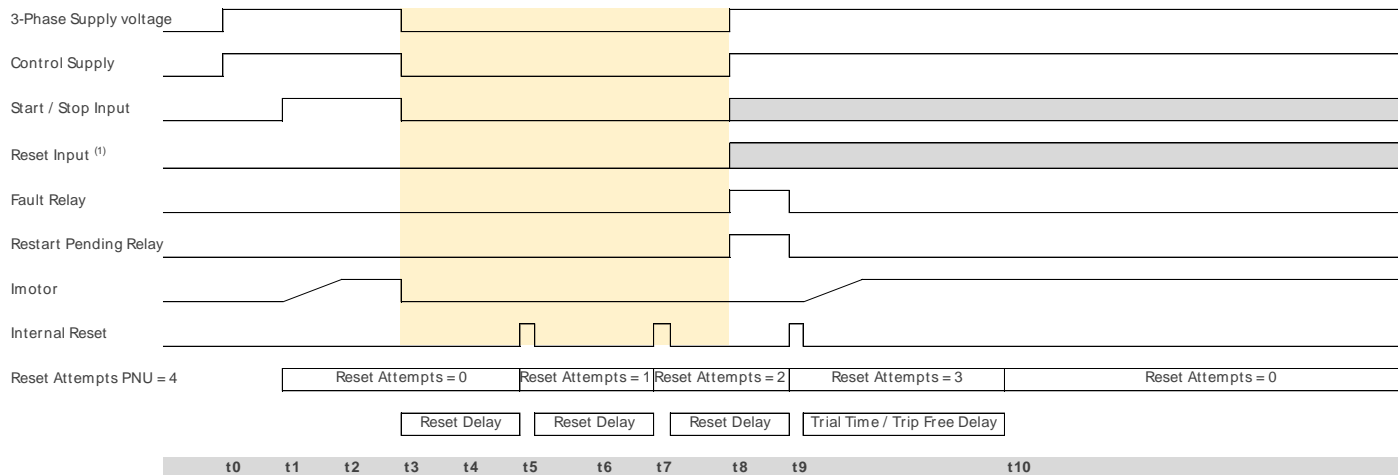 3-Phase Supply voltage
Control Supply
Start / Stop Input
Reset Input (1)
Fault Relay
Restart Pending Relay
Imotor
Internal Reset
Reset Attempts PNU = 4 Reset Attempts = 0 Reset Attempts = 1 Reset Attempts = 2 Reset Attempts = 3 Reset Attempts = 0
Reset Delay Reset Delay Reset Delay Trial Time / Trip Free Delay
t0 t1 t2 t3 t4 t5 t6 t7 t8 t9 t10